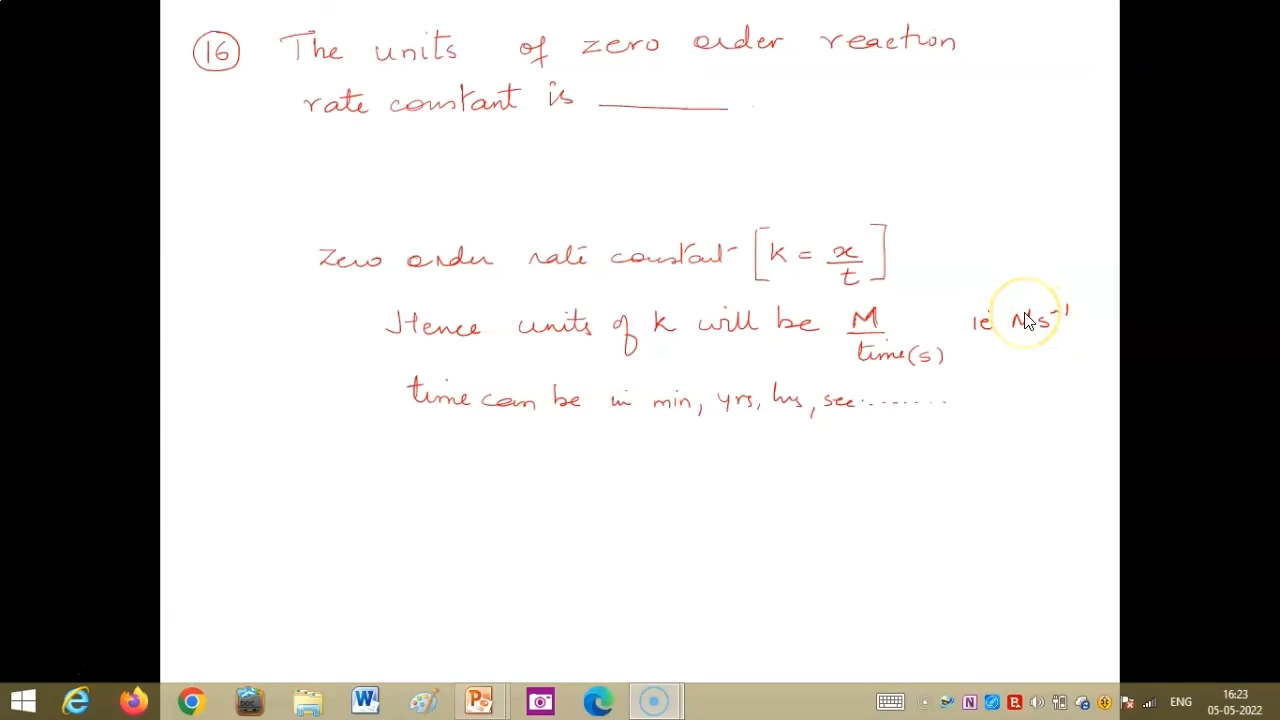 16 The units of zero order reaction
rate constant is ______
Zero order rate constant [k = x/t]
Hence units of k will be M/time(s) ie Ms⁻¹
time can be in min, yrs, hrs, sec........
DOC
ENG
16:23
05-05-2022